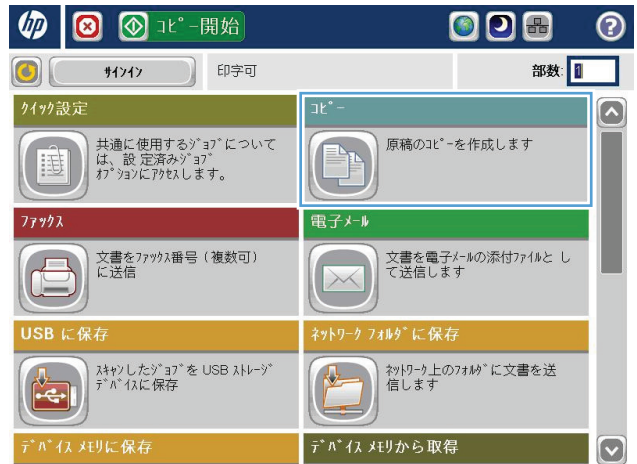 hp
ｺﾋﾟｰ開始
?
ｻｲﾝｲﾝ
印字可
部数: 1
ｸｲｯｸ設定
共通に使用するｼﾞｮﾌﾞについて
は、設 定済みｼﾞｮﾌﾞ
ｵﾌﾟｼｮﾝにｱｸｾｽしま す。
ｺﾋﾟｰ
原稿のｺﾋﾟｰを作成します
ﾌｧｯｸｽ
文書をﾌｧｯｸｽ番号 (複数可)
に送信
電子ﾒｰﾙ
文書を電子ﾒｰﾙの添付ﾌｧｲﾙと し
て送信しま す
USB に保存
ｽｷｬﾝしたｼﾞｮﾌﾞを USB ｽﾄﾚｰｼﾞ
ﾃﾞﾊﾞｲｽに保存
ﾈｯﾄﾜｰｸ ﾌｫﾙﾀﾞに保存
ﾈｯﾄﾜｰｸ上のﾌｫﾙﾀﾞに文書を送
信します
ﾃﾞﾊﾞｲｽ ﾒﾓﾘに保存
ﾃﾞﾊﾞｲｽ ﾒﾓﾘから取得